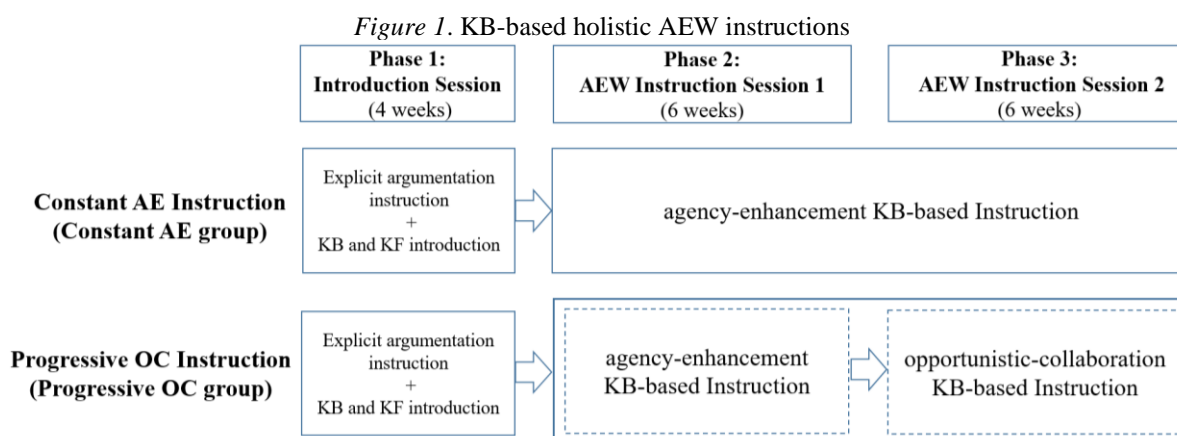 Figure 1. KB-based holistic AEW instructions
Phase 1:
Introduction Session
(4 weeks)
Phase 2:
AEW Instruction Session 1
(6 weeks)
Phase 3:
AEW Instruction Session 2
(6 weeks)
Constant AE Instruction
(Constant AE group)
Explicit argumentation
instruction
+
KB and KF introduction
agency-enhancement KB-based Instruction
Progressive OC Instruction
(Progressive OC group)
Explicit argumentation
instruction
+
KB and KF introduction
agency-enhancement
KB-based Instruction
opportunistic-collaboration
KB-based Instruction